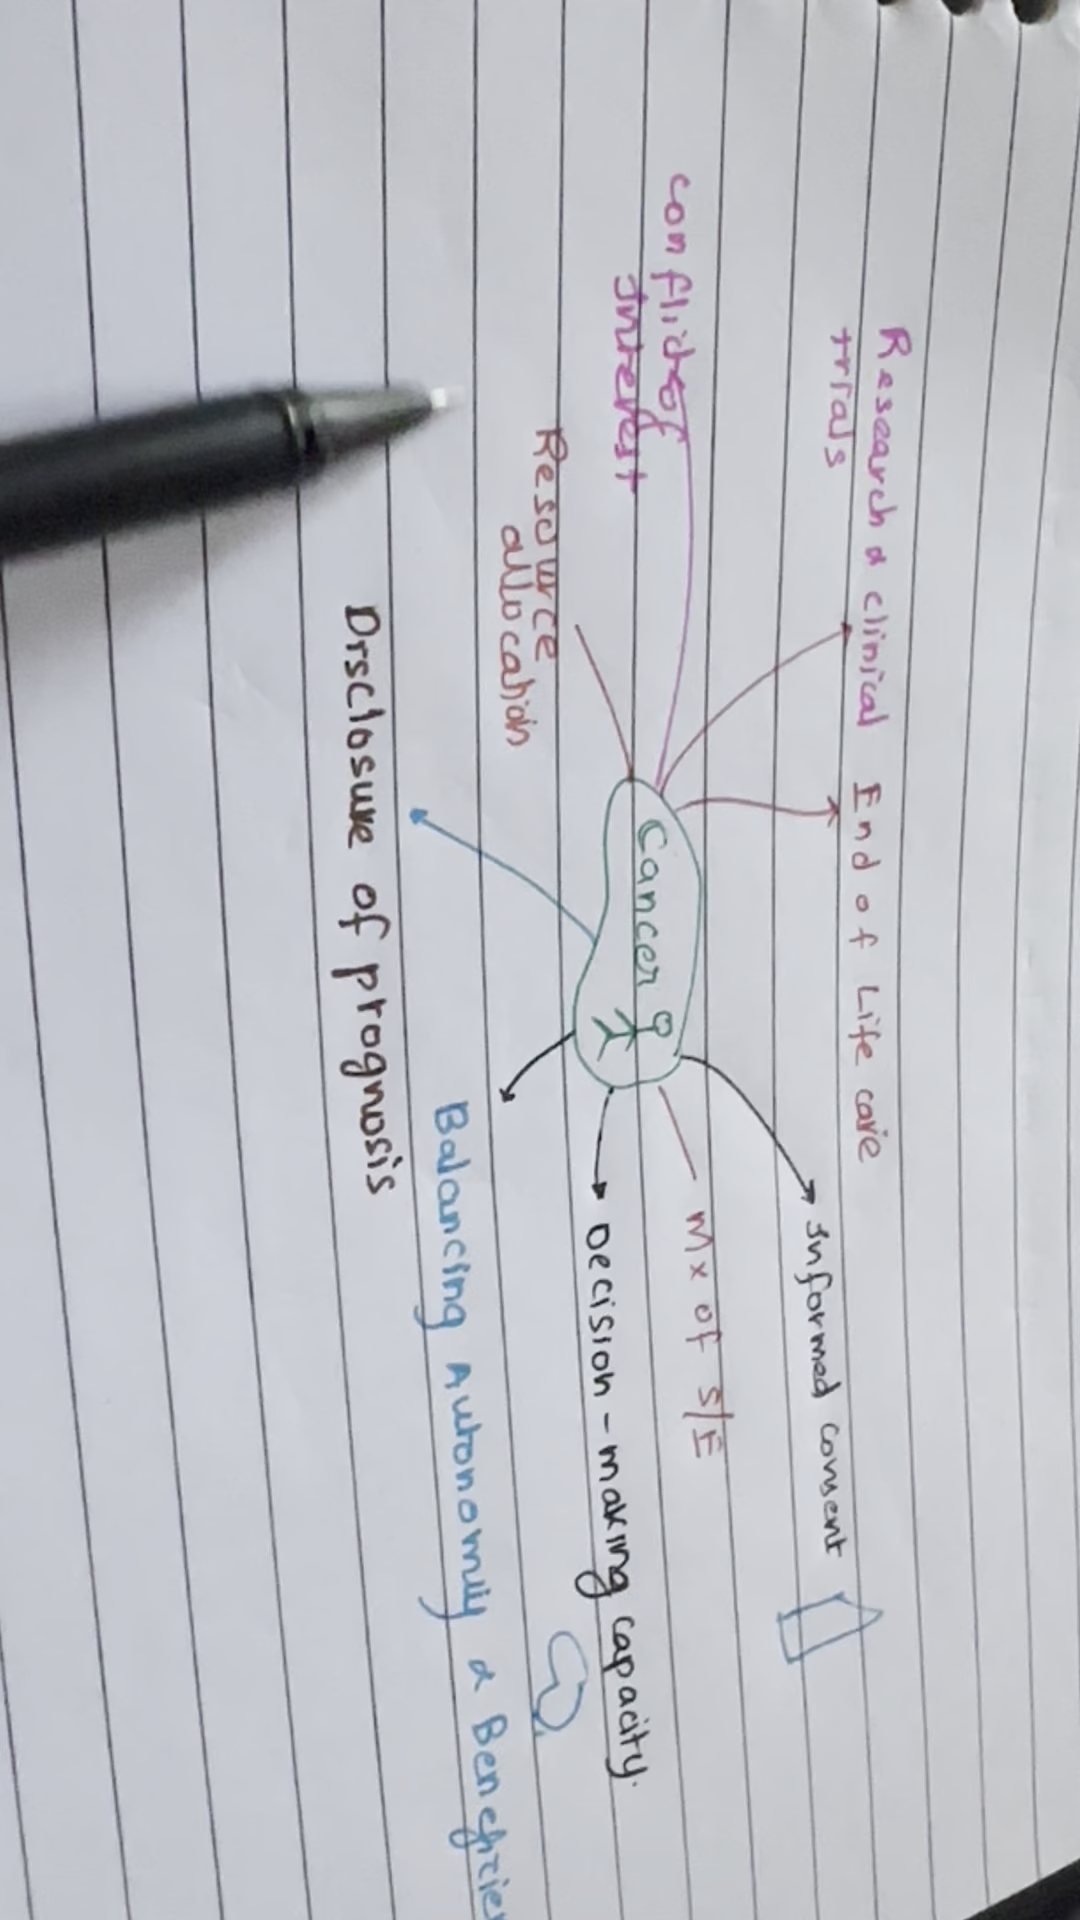 Research & clinical
trials
End of Life care
Informed consent
conflict of
Interest
Mx of S/E
Cancer
Decision-making capacity.
Resource
allocation
Balancing Autonomy &
Disclosure of prognosis